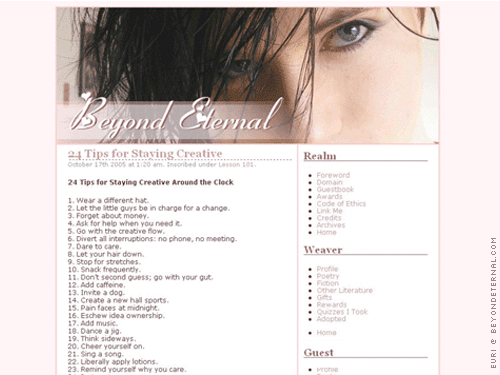 Beyond Eternal
24 Tips for Staying Creative
October 17th 2005 at 1:20 am. Inscribed under Lesson 101.
24 Tips for Staying Creative Around the Clock
1. Wear a different hat.
2. Let the little guys be in charge for a change.
3. Forget about money.
4. Ask for help when you need it.
5. Go with the creative flow.
6. Divert all interruptions: no phone, no meeting.
7. Dare to care.
8. Let your hair down.
9. Stop for stretches.
10. Snack frequently.
11. Don't second guess; go with your gut.
12. Add caffeine.
13. Invite a dog.
14. Create a new hall sports.
15. Pain faces at midnight.
16. Eschew idea ownership.
17. Add music.
18. Dance a jig.
19. Think sideways.
20. Cheer yourself on.
21. Sing a song.
22. Liberally apply lotions.
23. Remind yourself why you care.
Realm
Foreword
Domain
Guestbook
Awards
Code of Ethics
Link Me
Credits
Archives
Home
Weaver
Profile
Poetry
Fiction
Other Literature
Gifts
Rewards
Quizzes I Took
Adopted
Home
Guest
Profile
EURI @ BEYONDETERNAL.COM